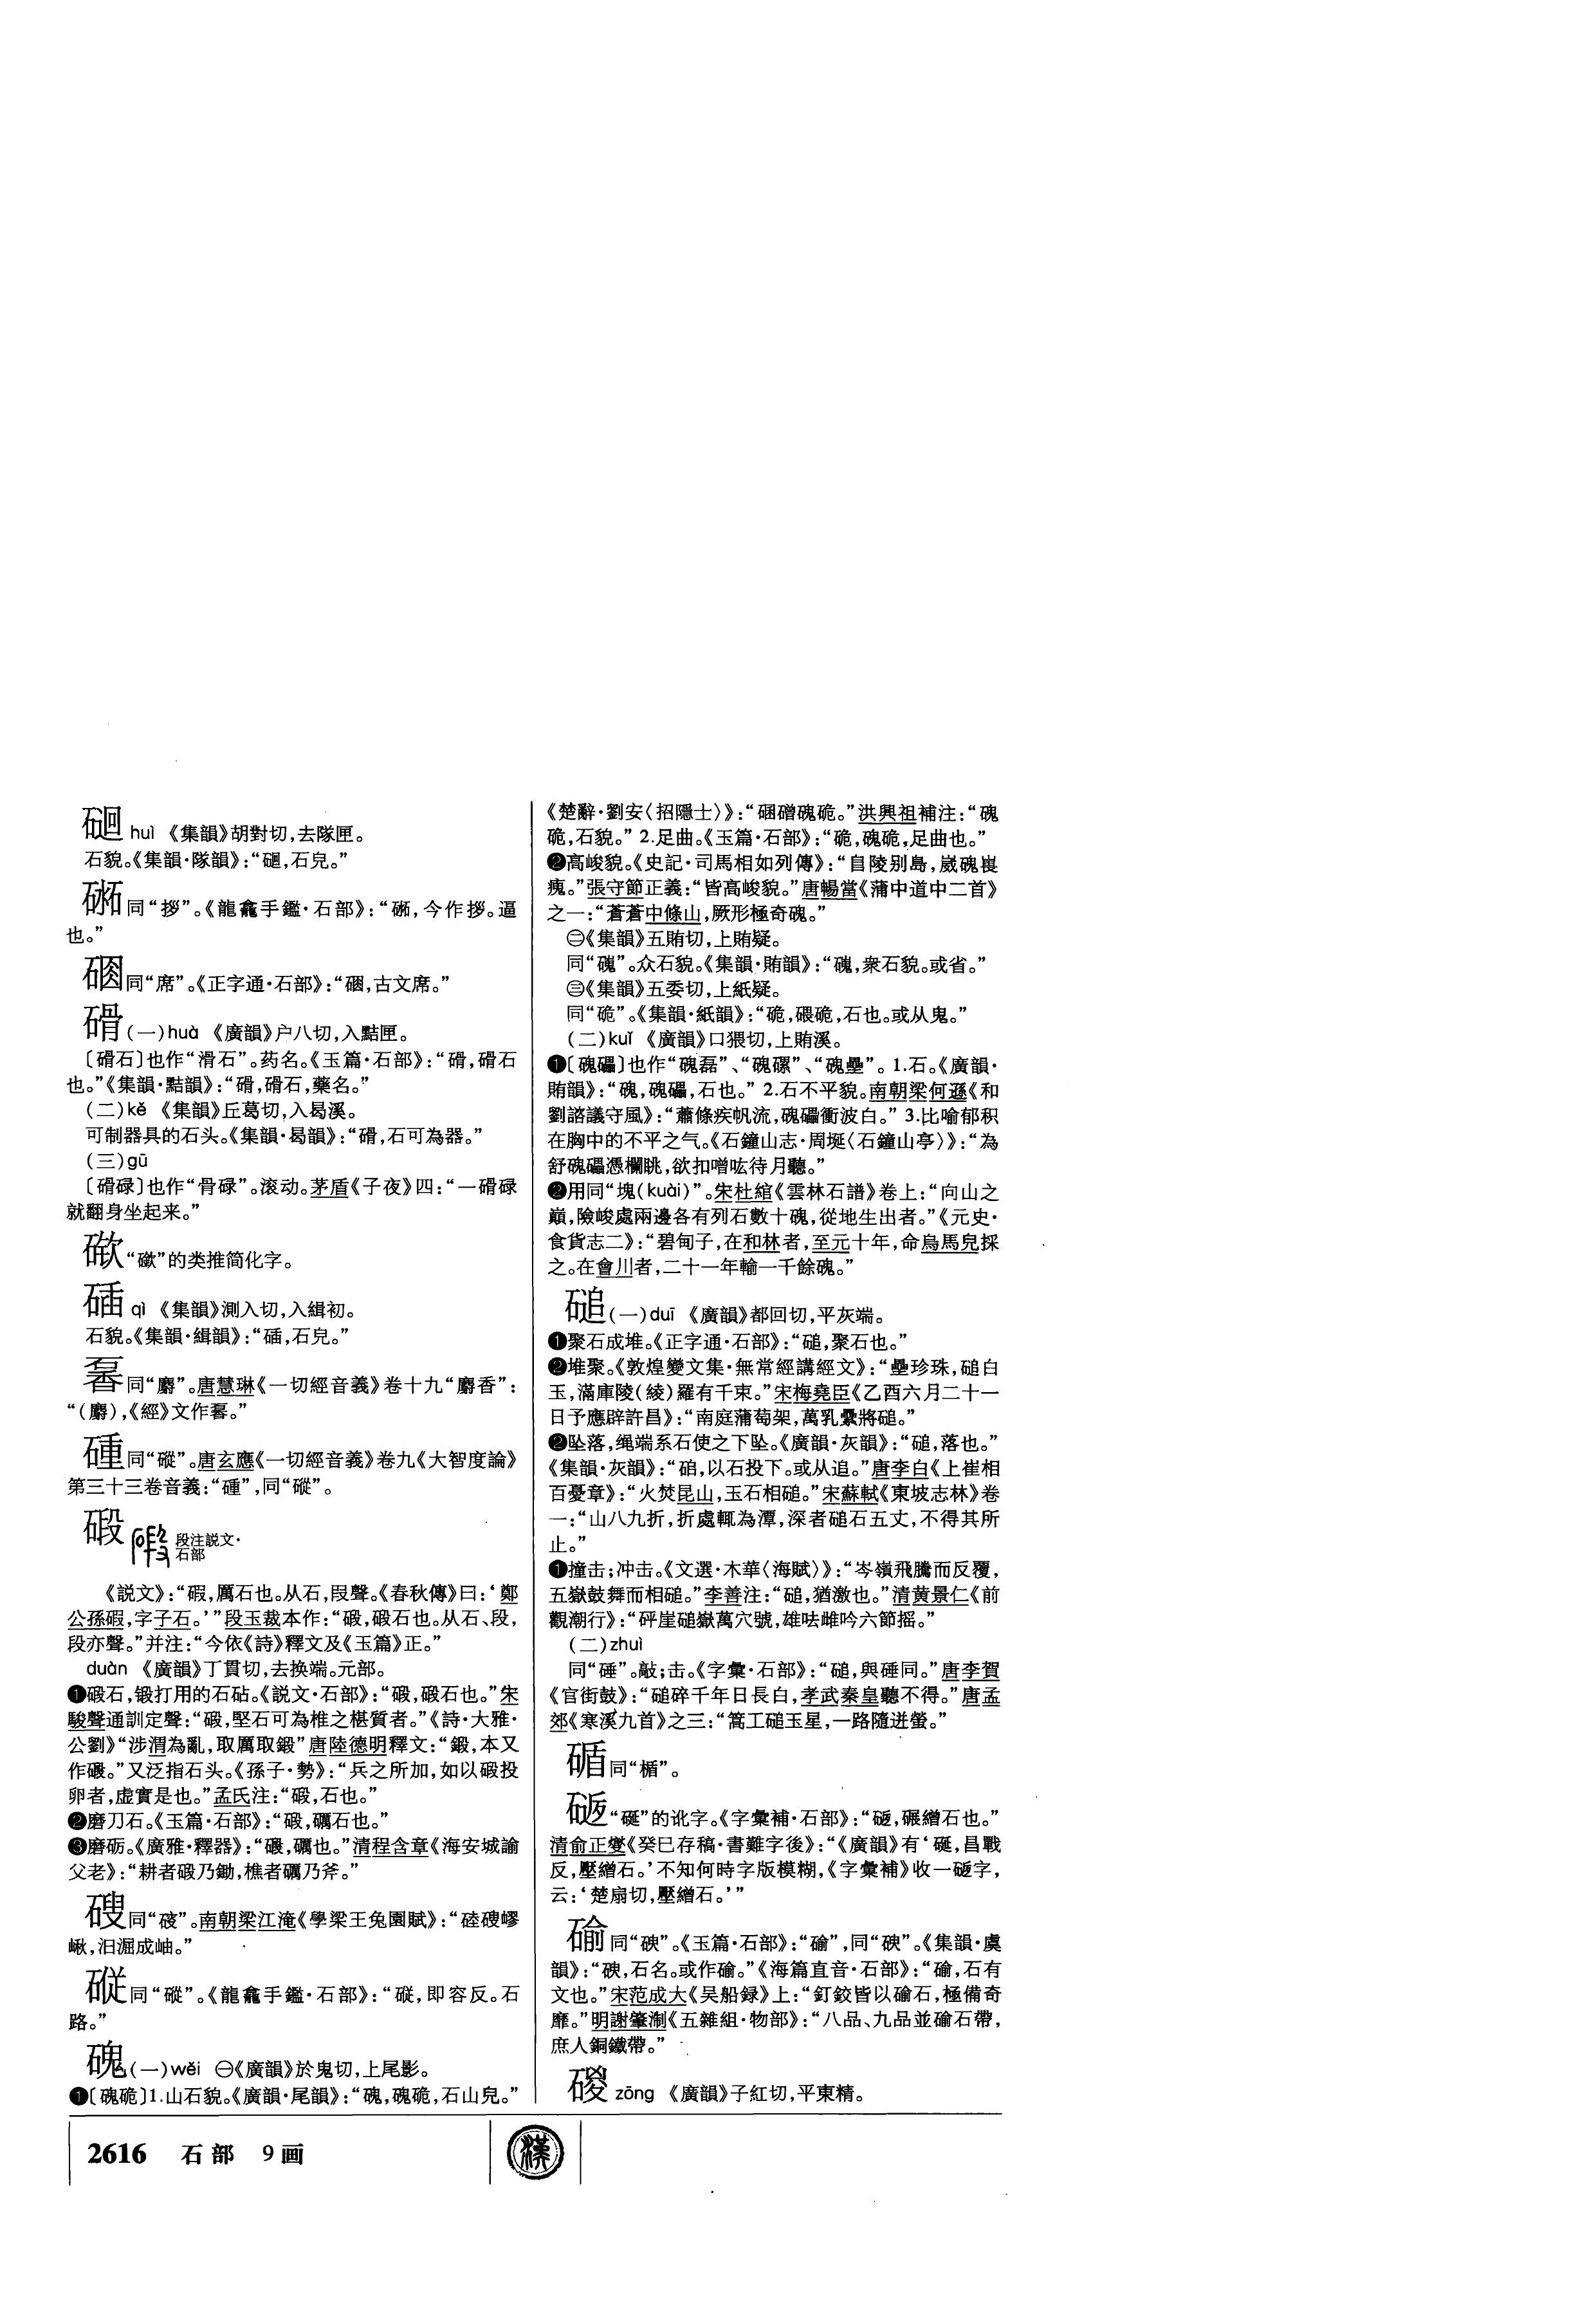 硘 huì 《集韻》胡對切,去隊匣。
石貌。《集韻·隊韻》:“硘,石皃。”
同“拶”。《龍龕手鑑·石部》:“ ,今作拶。逼
也。”
同“席”。《正字通·石部》:“ ,古文席。”
磆(一)huà 《廣韻》户八切,入黠匣。
〔磆石〕也作“滑石”。药名。《玉篇·石部》:“磆,磆石
也。”《集韻·黠韻》:“磆,磆石,藥名。”
(二)kě 《集韻》丘葛切,入曷溪。
可制器具的石头。《集韻·曷韻》:“磆,石可為器。”
(三)gū
〔磆碌〕也作“骨碌”。滚动。茅盾《子夜》四:“一磆碌
就翻身坐起来。”
“ ”的类推简化字。
qì 《集韻》測入切,入緝初。
石貌。《集韻·緝韻》:“ ,石皃。”
同“麝”。唐慧琳《一切經音義》卷十九“麝香”:
“(麝),《經》文作 。”
硾同“磫”。唐玄應《一切經音義》卷九《大智度論》
第三十三卷音義:“ ”,同“磫”。
碫 段注説文·
石部
《説文》:“碬,厲石也。从石,叚聲。《春秋傳》曰:‘鄭
公孫碬,字子石。’”段玉裁本作:“碫,碫石也。从石、段,
段亦聲。”并注:“今依《詩》釋文及《玉篇》正。”
duàn 《廣韻》丁貫切,去换端。元部。
❶碫石,锻打用的石砧。《説文·石部》:“碫,碫石也。”朱
駿聲通訓定聲:“碫,堅石可為椎之椹質者。”《詩·大雅·
公劉》“涉渭為亂,取厲取鍛”唐陸德明釋文:“鍛,本又
作碫。”又泛指石头。《孫子·勢》:“兵之所加,如以碫投
卵者,虚實是也。”孟氏注:“碫,石也。”
❷磨刀石。《玉篇·石部》:“碫,礪石也。”
❸磨砺。《廣雅·釋器》:“碫,礪也。”清程含章《海安城諭
父老》:“耕者碫乃鋤,樵者礪乃斧。”
同“ ”。南朝梁江淹《學梁王兔園賦》:“碴 嵺
㟬,汩淈成岫。”
同“磫”。《龍龕手鑑·石部》:“ ,即容反。石
路。”
磈(一)wěi ㊀《廣韻》於鬼切,上尾影。
❶〔磈硊〕1.山石貌。《廣韻·尾韻》:“磈,磈硊,石山皃。”
《楚辭·劉安〈招隱士〉》:“硱磳磈硊。”洪興祖補注:“磈
硊,石貌。” 2.足曲。《玉篇·石部》:“硊,磈硊,足曲也。”
❷高峻貌。《史記·司馬相如列傳》:“自陵别島,崴磈㟪
瘣。”張守節正義:“皆高峻貌。”唐暢當《蒲中道中二首》
之一:“蒼蒼中條山,厥形極奇磈。”
㊁《集韻》五賄切,上賄疑。
同“ ”。众石貌。《集韻·賄韻》:“ ,衆石貌。或省。”
㊂《集韻》五委切,上紙疑。
同“硊”。《集韻·紙韻》:“硊,碨硊,石也。或从鬼。”
(二)kuǐ 《廣韻》口猥切,上賄溪。
❶〔磈礧〕也作“磈磊”、“磈磥”、“磈壘”。 1.石。《廣韻·
賄韻》:“磈,磈礧,石也。” 2.石不平貌。南朝梁何遜《和
劉諮議守風》:“蕭條疾帆流,磈礧衝波白。” 3.比喻郁积
在胸中的不平之气。《石鐘山志·周埏〈石鐘山亭〉》:“為
舒磈礧憑欄眺,欲扣噌吰待月聽。”
❷用同“塊(kuài)”。宋杜綰《雲林石譜》卷上:“向山之
巔,險峻處兩邊各有列石數十磈,從地生出者。”《元史·
食貨志二》:“碧甸子,在和林者,至元十年,命烏馬兒採
之。在會川者,二十一年輸一千餘磈。”
磓(一)duī 《廣韻》都回切,平灰端。
❶聚石成堆。《正字通·石部》:“磓,聚石也。”
❷堆聚。《敦煌變文集·無常經講經文》:“壘珍珠,磓白
玉,滿庫陵(綾)羅有千束。”宋梅堯臣《乙酉六月二十一
日予應辟許昌》:“南庭蒲萄架,萬乳纍將磓。”
❷坠落,绳端系石使之下坠。《廣韻·灰韻》:“磓,落也。”
《集韻·灰韻》:“ ,以石投下。或从追。”唐李白《上崔相
百憂章》:“火焚昆山,玉石相磓。”宋蘇軾《東坡志林》卷
一:“山八九折,折處輒為潭,深者磓石五丈,不得其所
止。”
❶撞击;冲击。《文選·木華〈海賦〉》:“岑嶺飛騰而反覆,
五嶽鼓舞而相磓。”李善注:“磓,猶激也。”清黄景仁《前
觀潮行》:“砰崖磓嶽萬穴號,雄呿雌吟六節摇。”
(二)zhuì
同“硾”。敲;击。《字彙·石部》:“磓,與硾同。”唐李賀
《官街鼓》:“磓碎千年日長白,孝武秦皇聽不得。”唐孟
郊《寒溪九首》之三:“篙工磓玉星,一路隨迸螢。”
同“楯”。
“硟”的讹字。《字彙補·石部》:“ ,碾繒石也。”
清俞正燮《癸巳存稿·書難字後》:“《廣韻》有‘硟,昌戰
反,壓繒石。’不知何時字版模糊,《字彙補》收一 字,
云:‘楚扇切,壓繒石。’”
碖同“碝”。《玉篇·石部》:“ ”,同“ ”。《集韻·虞
韻》:“ ,石名。或作 。”《海篇直音·石部》:“ ,石有
文也。”宋范成大《吴船録》上:“釘鉸皆以 石,極備奇
靡。”明謝肇淛《五雜組·物部》:“八品、九品並 石帶,
庶人銅鐵帶。”
zōng 《廣韻》子紅切,平東精。
2616 石部 9画
漢